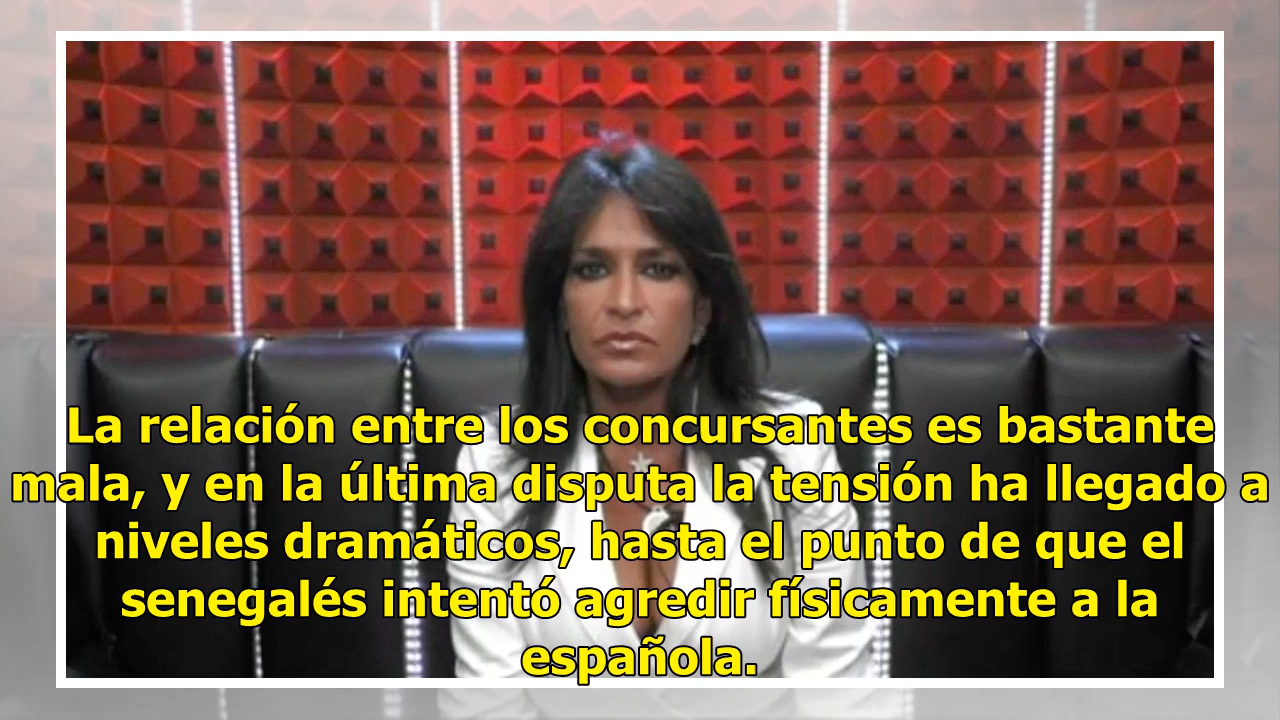 La relación entre los concursantes es bastante
mala, y en la última disputa la tensión ha llegado a
niveles dramáticos, hasta el punto de que el
senegalés intentó agredir físicamente a la
española.